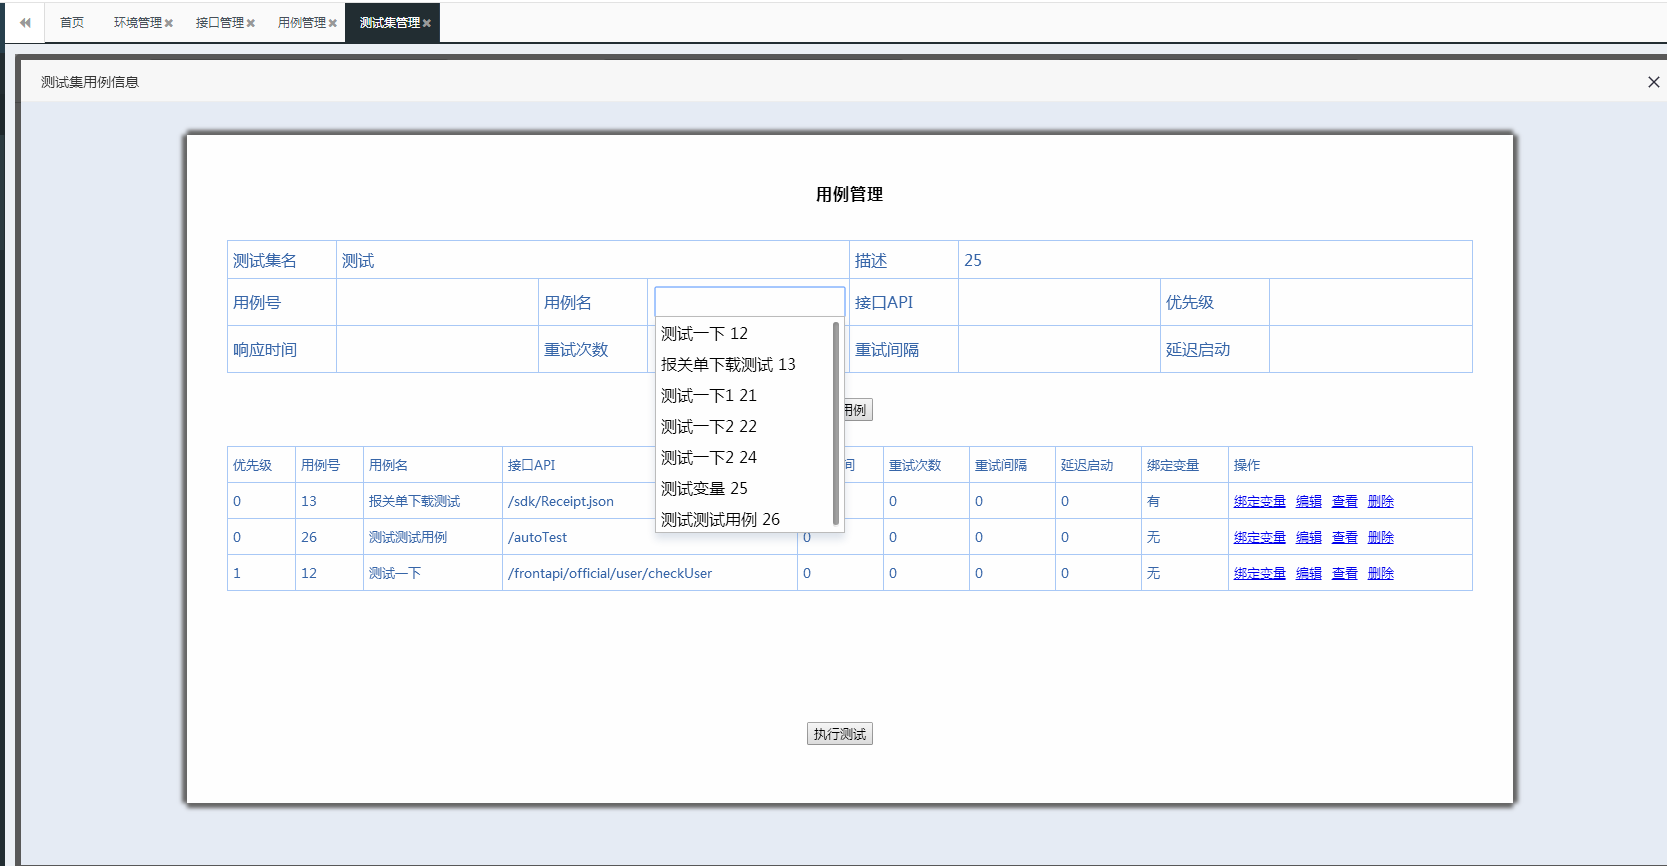 首页 环境管理 接口管理 用例管理 测试集管理
测试集用例信息
用例管理
测试集名 测试 描述 25
用例号 用例名 接口API 优先级
响应时间 重试次数 重试间隔 延迟启动
测试一下 12
报关单下载测试 13
测试一下1 21
测试一下2 22
测试一下2 24
测试变量 25
测试测试用例 26
用例
优先级 用例号 用例名 接口API 间 重试次数 重试间隔 延迟启动 绑定变量 操作
0 13 报关单下载测试 /sdk/Receipt.json 0 0 0 有 绑定变量 编辑 查看 删除
0 26 测试测试用例 /autoTest 0 0 0 0 无 绑定变量 编辑 查看 删除
1 12 测试一下 /frontapi/official/user/checkUser 0 0 0 0 无 绑定变量 编辑 查看 删除
执行测试